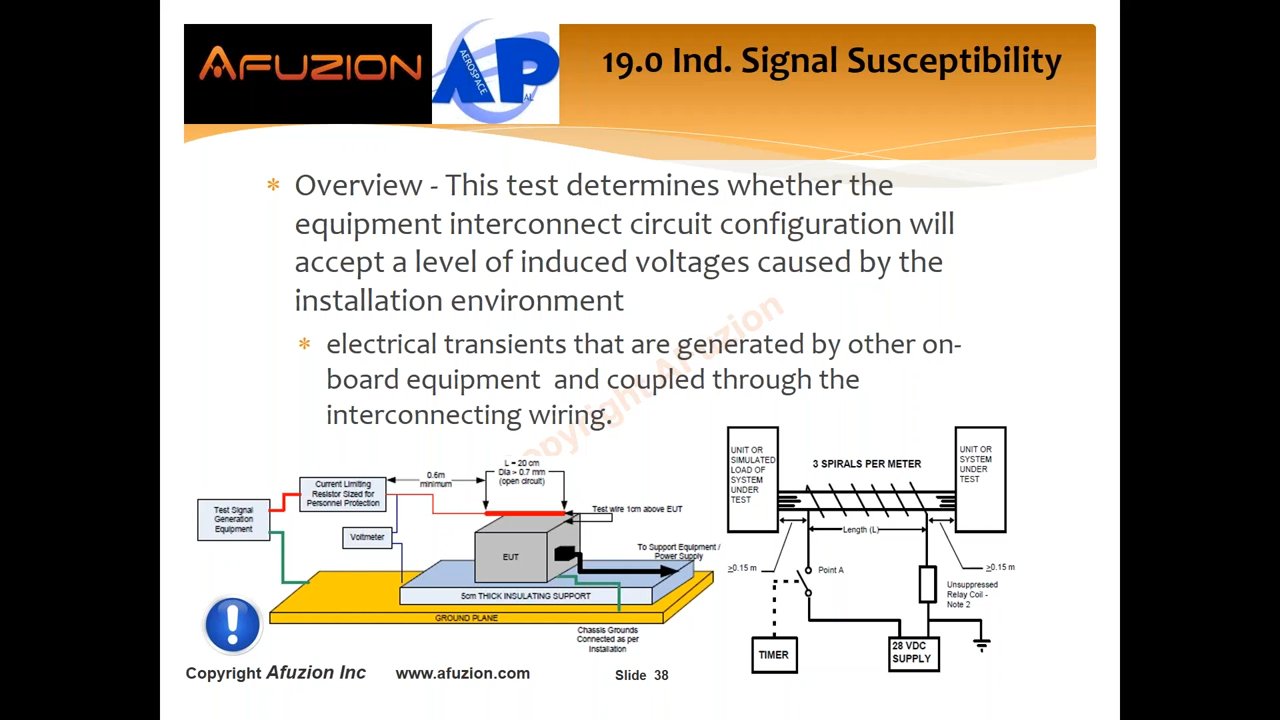 AFUZION
AEROSPACE
AP
AL
19.0 Ind. Signal Susceptibility
Overview - This test determines whether the
equipment interconnect circuit configuration will
accept a level of induced voltages caused by the
installation environment
electrical transients that are generated by other on-
board equipment and coupled through the
interconnecting wiring.
opyright AFuzion
L = 20 cm
Dia > 0.7 mm
(open circuit)
0.6m
minimum
Current Limiting
Resistor Sized for
Personnel Protection
Test Signal
Generation
Equipment
Voltmeter
Test wire 1cm above EUT
EUT
To Support Equipment /
Power Supply
5cm THICK INSULATING SUPPORT
GROUND PLANE
Chassis Grounds
Connected as per
Installation
UNIT OR
SIMULATED
LOAD OF
SYSTEM
UNDER
TEST
3 SPIRALS PER METER
UNIT OR
SYSTEM
UNDER
TEST
Length (L)
≥0.15 m
≥0.15 m
Point A
Unsuppressed
Relay Coil -
Note 2
TIMER
28 VDC
SUPPLY
Copyright Afuzion Inc www.afuzion.com Slide 38